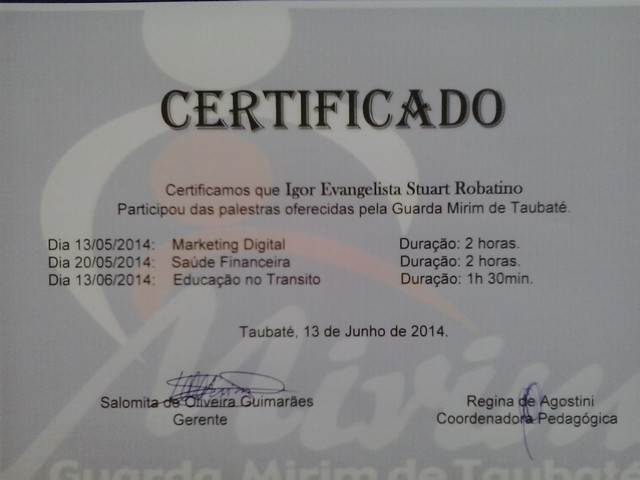 CERTIFICADO
Certificamos que Igor Evangelista Stuart Robatino
Participou das palestras oferecidas pela Guarda Mirim de Taubaté.
Dia 13/05/2014: Marketing Digital Duração: 2 horas.
Dia 20/05/2014: Saúde Financeira Duração: 2 horas.
Dia 13/06/2014: Educação no Transito Duração: 1h 30min.
Taubaté, 13 de Junho de 2014.
Salomita de Oliveira Guimarães
Gerente
Regina de Agostini
Coordenadora Pedagógica
Mirim
Guarda Mirim de Taubaté